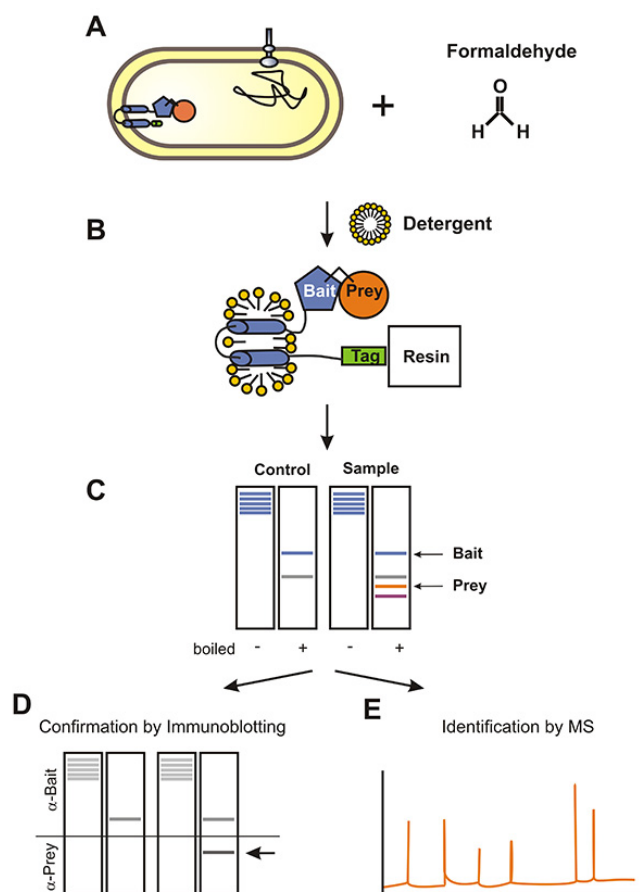 A
Formaldehyde
+
O
H H
B
Detergent
Bait Prey
Tag Resin
C
Control Sample
Bait
Prey
boiled - + - +
D
Confirmation by Immunoblotting
α-Bait
α-Prey
E
Identification by MS